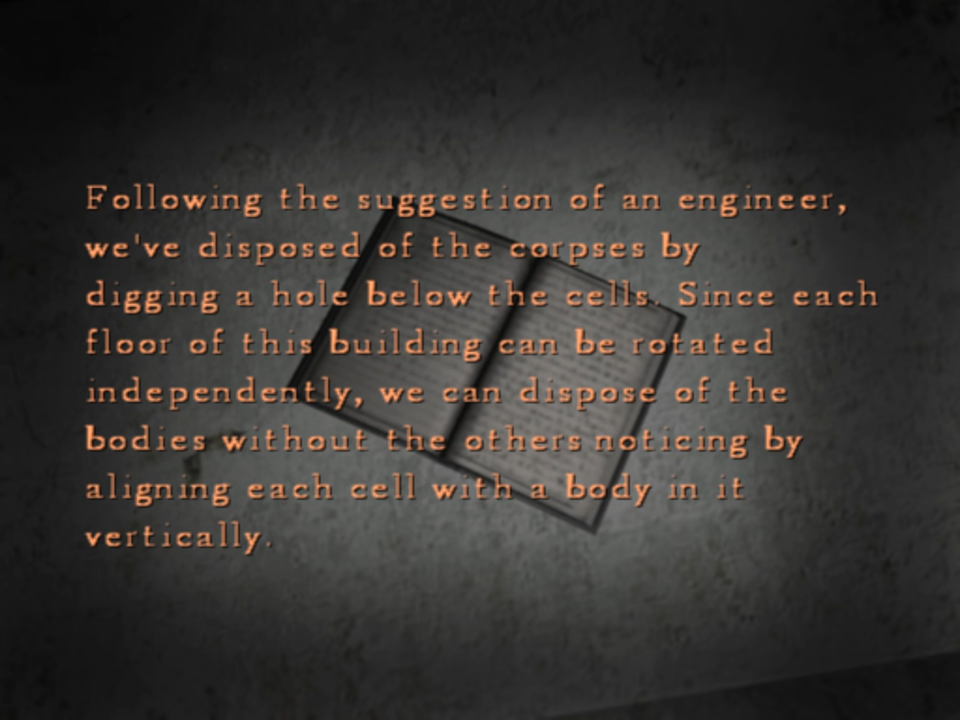 Following the suggestion of an engineer,
we've disposed of the corpses by
digging a hole below the cells. Since each
floor of this building can be rotated
independently, we can dispose of the
bodies without the others noticing by
aligning each cell with a body in it
vertically.